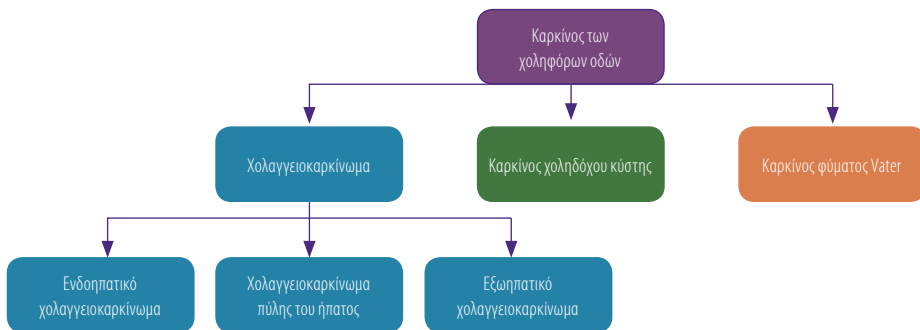 Καρκίνος των
χοληφόρων οδών
Χολαγγειοκαρκίνωμα
Καρκίνος χοληδόχου κύστης
Καρκίνος φύματος Vater
Ενδοηπατικό
χολαγγειοκαρκίνωμα
Χολαγγειοκαρκίνωμα
πύλης του ήπατος
Εξωηπατικό
χολαγγειοκαρκίνωμα